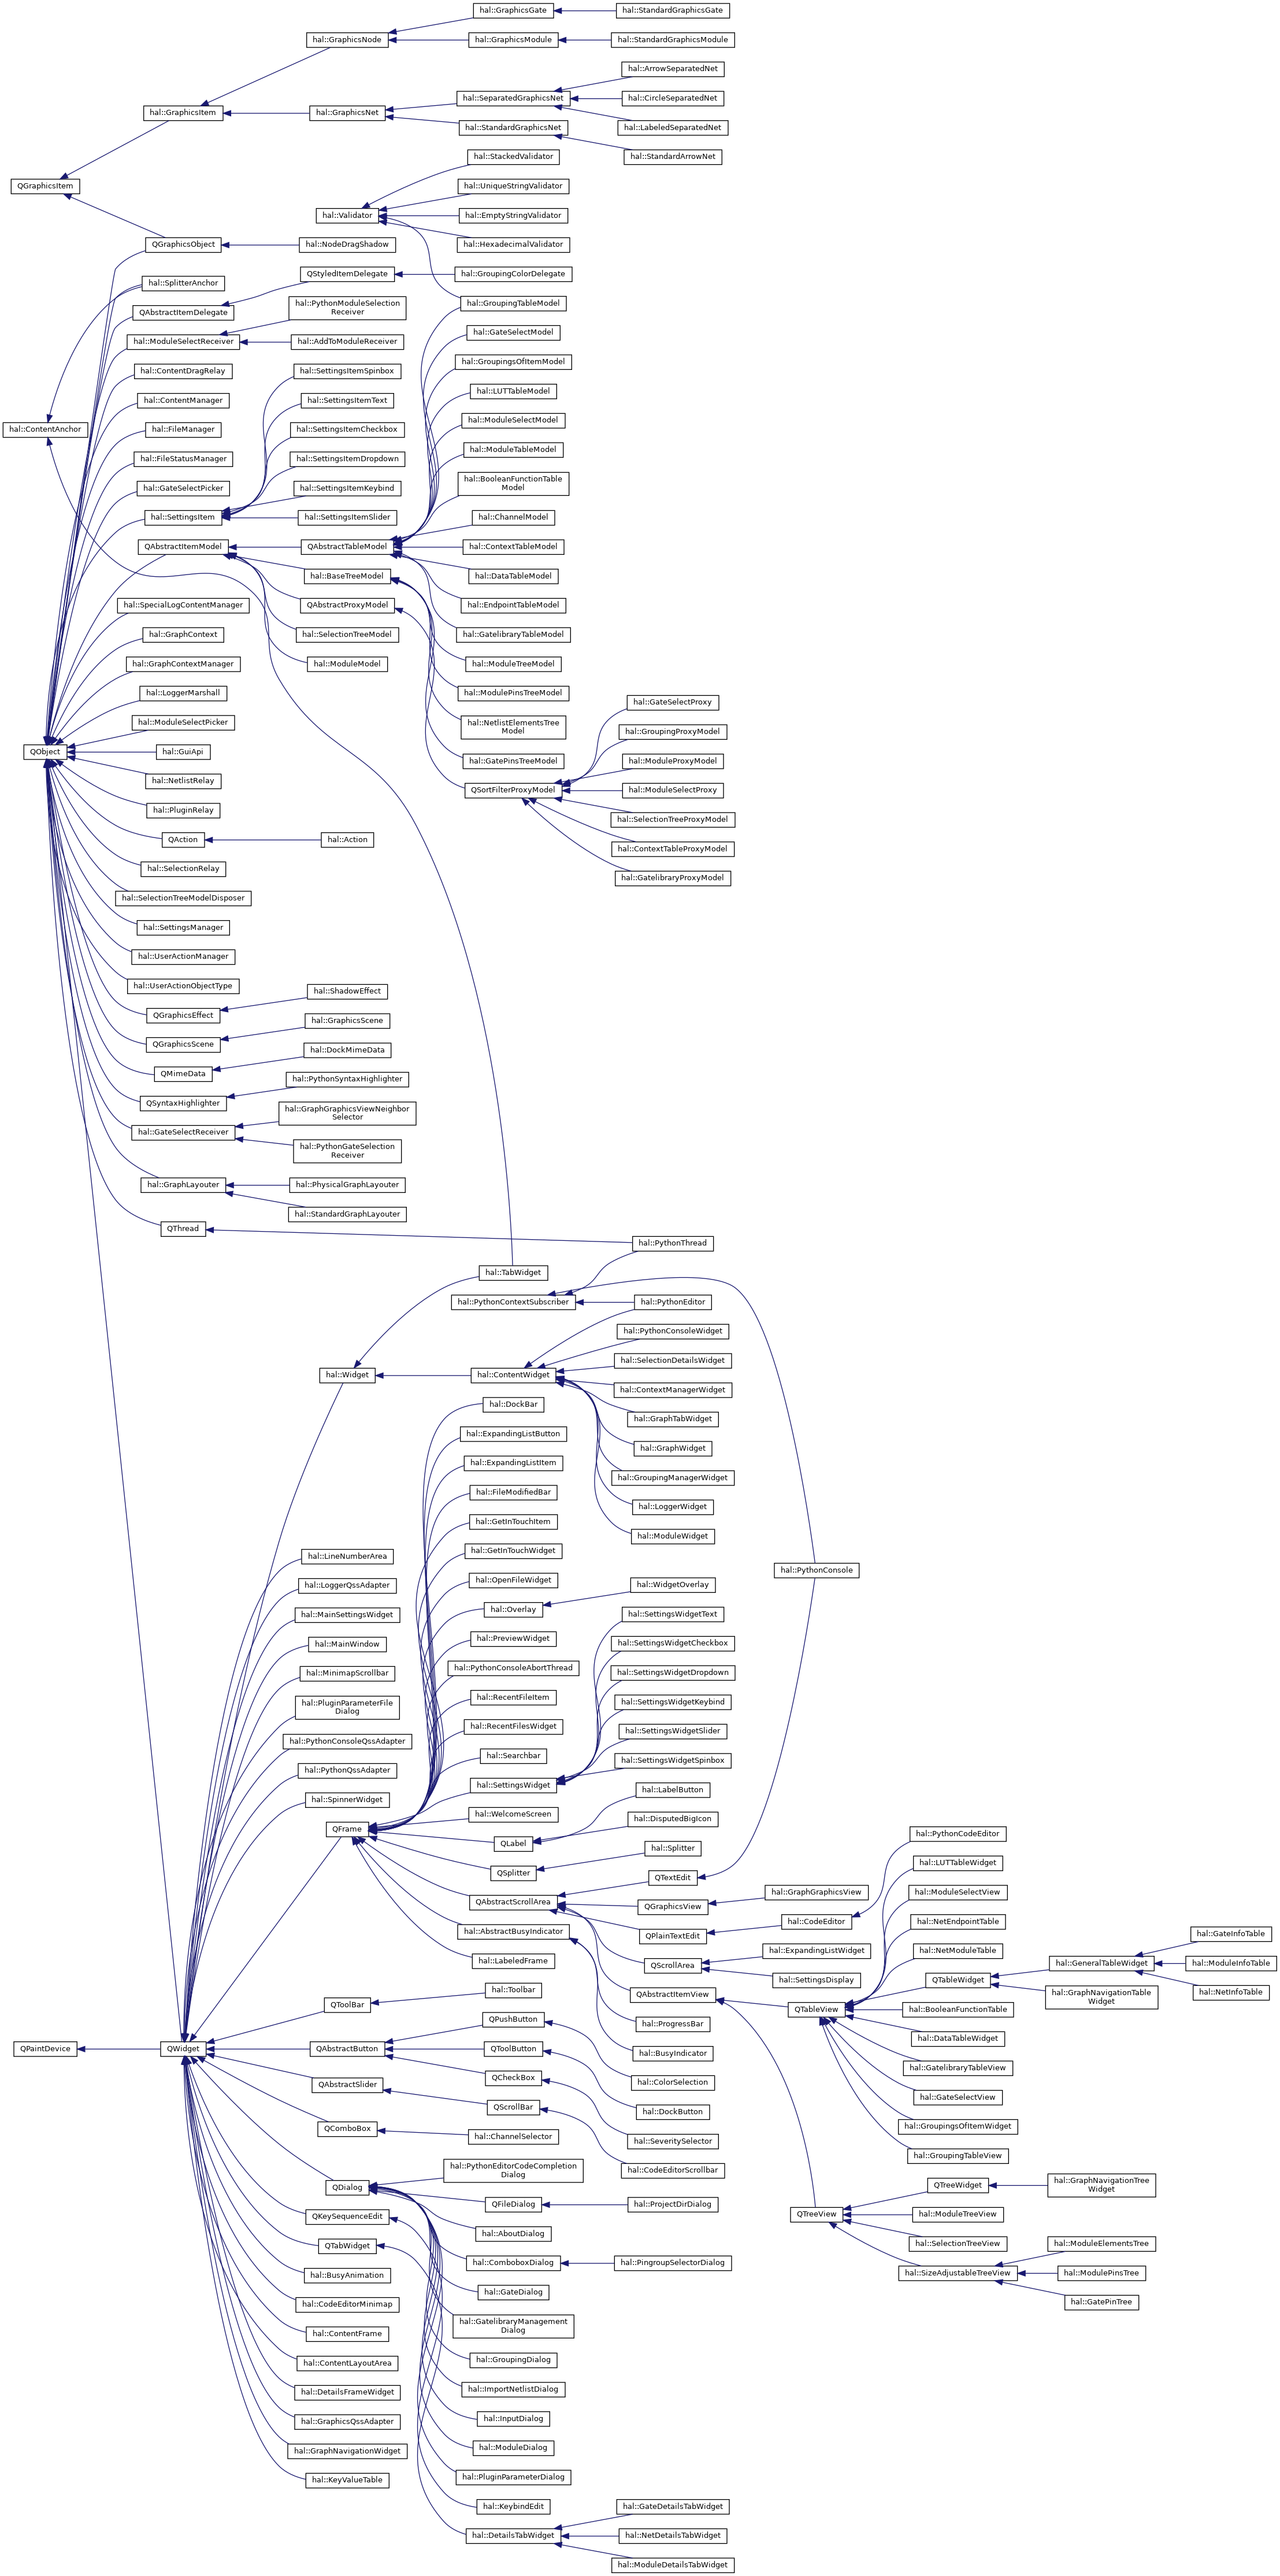 hal::GraphicsGate
hal::StandardGraphicsGate
hal::GraphicsNode
hal::GraphicsModule
hal::StandardGraphicsModule
hal::ArrowSeparatedNet
hal::SeparatedGraphicsNet
hal::CircleSeparatedNet
hal::GraphicsItem
hal::GraphicsNet
hal::StandardGraphicsNet
hal::LabeledSeparatedNet
hal::StandardArrowNet
hal::StackedValidator
QGraphicsItem
hal::UniqueStringValidator
hal::Validator
hal::EmptyStringValidator
QGraphicsObject
hal::NodeDragShadow
hal::HexadecimalValidator
QStyledItemDelegate
hal::GroupingColorDelegate
hal::SplitterAnchor
hal::PythonModuleSelection
Receiver
hal::GroupingTableModel
QAbstractItemDelegate
hal::GateSelectModel
hal::ModuleSelectReceiver
hal::AddToModuleReceiver
hal::GroupingsOfItemModel
hal::ContentDragRelay
hal::SettingsItemSpinbox
hal::LUTTableModel
hal::ContentManager
hal::SettingsItemText
hal::ModuleSelectModel
hal::ContentAnchor
hal::FileManager
hal::SettingsItemCheckbox
hal::ModuleTableModel
hal::FileStatusManager
hal::SettingsItemDropdown
hal::BooleanFunctionTable
Model
hal::GateSelectPicker
hal::SettingsItemKeybind
hal::SettingsItem
hal::SettingsItemSlider
hal::ChannelModel
QAbstractItemModel
QAbstractTableModel
hal::ContextTableModel
hal::BaseTreeModel
hal::DataTableModel
hal::SpecialLogContentManager
QAbstractProxyModel
hal::EndpointTableModel
hal::GraphContext
hal::SelectionTreeModel
hal::GatelibraryTableModel
hal::GraphContextManager
hal::ModuleModel
hal::ModuleTreeModel
hal::LoggerMarshall
hal::ModulePinsTreeModel
hal::GateSelectProxy
hal::ModuleSelectPicker
hal::NetlistElementsTree
Model
hal::GroupingProxyModel
QObject
hal::GuiApi
hal::GatePinsTreeModel
hal::ModuleProxyModel
hal::NetlistRelay
QSortFilterProxyModel
hal::ModuleSelectProxy
hal::PluginRelay
hal::SelectionTreeProxyModel
QAction
hal::Action
hal::ContextTableProxyModel
hal::SelectionRelay
hal::GatelibraryProxyModel
hal::SelectionTreeModelDisposer
hal::SettingsManager
hal::UserActionManager
hal::UserActionObjectType
hal::ShadowEffect
QGraphicsEffect
hal::GraphicsScene
QGraphicsScene
hal::DockMimeData
QMimeData
hal::PythonSyntaxHighlighter
QSyntaxHighlighter
hal::GraphGraphicsViewNeighbor
Selector
hal::GateSelectReceiver
hal::PythonGateSelection
Receiver
hal::GraphLayouter
hal::PhysicalGraphLayouter
hal::StandardGraphLayouter
QThread
hal::PythonThread
hal::TabWidget
hal::PythonContextSubscriber
hal::PythonEditor
hal::PythonConsoleWidget
hal::SelectionDetailsWidget
hal::Widget
hal::ContentWidget
hal::ContextManagerWidget
hal::DockBar
hal::GraphTabWidget
hal::ExpandingListButton
hal::GraphWidget
hal::ExpandingListItem
hal::GroupingManagerWidget
hal::FileModifiedBar
hal::LoggerWidget
hal::GetInTouchItem
hal::ModuleWidget
hal::LineNumberArea
hal::GetInTouchWidget
hal::PythonConsole
hal::LoggerQssAdapter
hal::OpenFileWidget
hal::WidgetOverlay
hal::MainSettingsWidget
hal::Overlay
hal::SettingsWidgetText
hal::MainWindow
hal::PreviewWidget
hal::SettingsWidgetCheckbox
hal::MinimapScrollbar
hal::PythonConsoleAbortThread
hal::SettingsWidgetDropdown
hal::PluginParameterFile
Dialog
hal::RecentFileItem
hal::SettingsWidgetKeybind
hal::PythonConsoleQssAdapter
hal::RecentFilesWidget
hal::SettingsWidgetSlider
hal::PythonQssAdapter
hal::Searchbar
hal::SettingsWidgetSpinbox
hal::SpinnerWidget
hal::SettingsWidget
hal::LabelButton
QFrame
hal::WelcomeScreen
hal::DisputedBigIcon
QLabel
hal::Splitter
hal::PythonCodeEditor
QSplitter
QTextEdit
hal::LUTTableWidget
QAbstractScrollArea
QGraphicsView
hal::GraphGraphicsView
hal::ModuleSelectView
hal::AbstractBusyIndicator
QPlainTextEdit
hal::CodeEditor
hal::NetEndpointTable
hal::GateInfoTable
hal::LabeledFrame
QScrollArea
hal::ExpandingListWidget
hal::NetModuleTable
hal::GeneralTableWidget
hal::ModuleInfoTable
hal::SettingsDisplay
QTableWidget
hal::GraphNavigationTable
Widget
hal::NetInfoTable
hal::Toolbar
QAbstractItemView
QToolBar
QTableView
hal::BooleanFunctionTable
QPushButton
hal::ProgressBar
hal::DataTableWidget
QPaintDevice
QWidget
QAbstractButton
QToolButton
hal::BusyIndicator
hal::GatelibraryTableView
QAbstractSlider
QCheckBox
hal::ColorSelection
hal::GateSelectView
QScrollBar
hal::DockButton
hal::GroupingsOfItemWidget
QComboBox
hal::ChannelSelector
hal::SeveritySelector
hal::GroupingTableView
hal::PythonEditorCodeCompletion
Dialog
hal::CodeEditorScrollbar
QDialog
QFileDialog
hal::ProjectDirDialog
QTreeWidget
hal::GraphNavigationTree
Widget
QKeySequenceEdit
hal::AboutDialog
QTreeView
hal::ModuleTreeView
QTabWidget
hal::ComboboxDialog
hal::PingroupSelectorDialog
hal::SelectionTreeView
hal::ModuleElementsTree
hal::BusyAnimation
hal::GateDialog
hal::SizeAdjustableTreeView
hal::ModulePinsTree
hal::CodeEditorMinimap
hal::GatelibraryManagement
Dialog
hal::GatePinTree
hal::ContentFrame
hal::GroupingDialog
hal::ContentLayoutArea
hal::ImportNetlistDialog
hal::DetailsFrameWidget
hal::InputDialog
hal::GraphicsQssAdapter
hal::ModuleDialog
hal::GraphNavigationWidget
hal::PluginParameterDialog
hal::KeyValueTable
hal::KeybindEdit
hal::GateDetailsTabWidget
hal::DetailsTabWidget
hal::NetDetailsTabWidget
hal::ModuleDetailsTabWidget